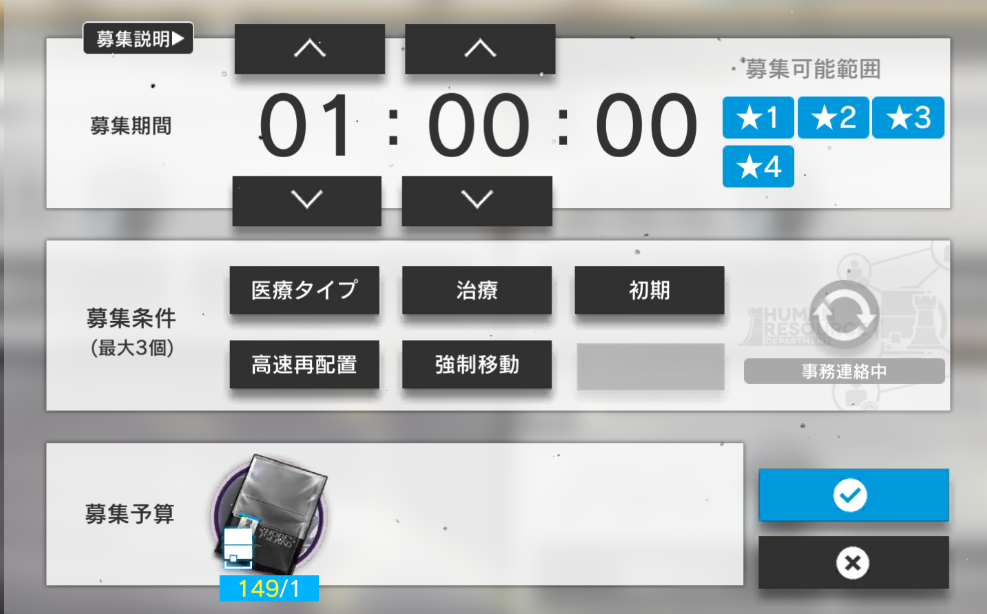 募集説明▶
募集期間
01:00:00
募集可能範囲
★1 ★2 ★3
★4
募集条件
(最大3個)
医療タイプ 治療 初期
高速再配置 強制移動
HUMAN
RESOURCE
DEPARTMENT
事務連絡中
募集予算
RHODES
ISLAND
149/1